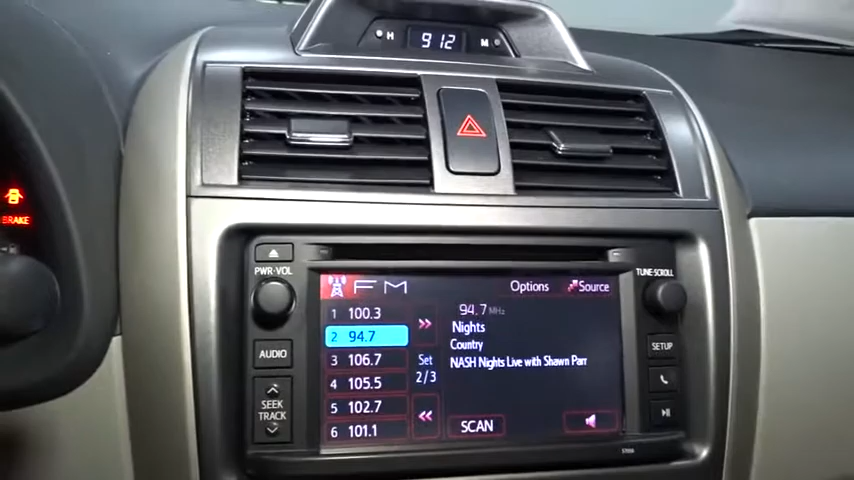 H 912 M
BRAKE
PWR·VOL
TUNE·SCROLL
FM Options Source
1 100.3
2 94.7
3 106.7
4 105.5
5 102.7
6 101.1
Set
2/3
94.7 MHz
Nights
Country
NASH Nights Live with Shawn Parr
SCAN
AUDIO
SEEK
TRACK
SETUP